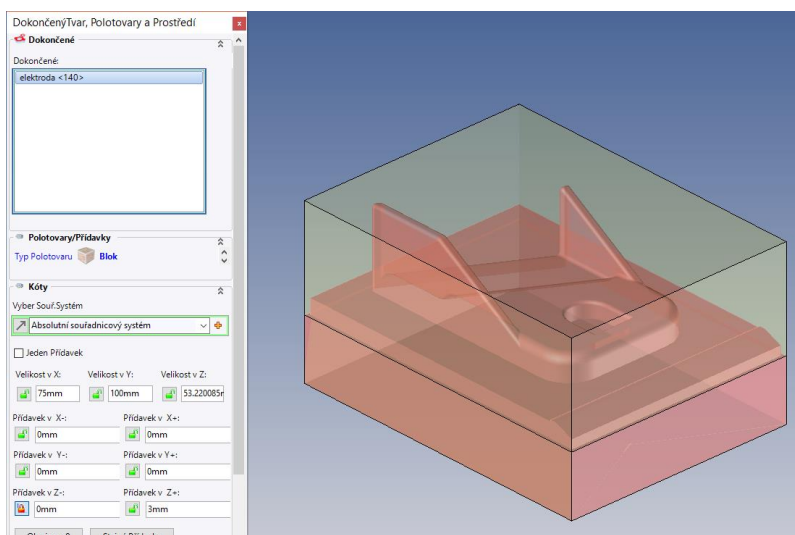 DokončenýTvar, Polotovary a Prostředí
x
Dokončené
Dokončené:
elektroda <140>
Polotovary/Přídavky
Typ Polotovaru Blok
Kóty
Vyber Souř.Systém
Absolutní souřadnicový systém
Jeden Přídavek
Velikost v X: Velikost v Y: Velikost v Z:
75mm 100mm 53.220085
Přídavek v X-: Přídavek v X+:
0mm 0mm
Přídavek v Y-: Přídavek v Y+:
0mm 0mm
Přídavek v Z-: Přídavek v Z+:
0mm 3mm